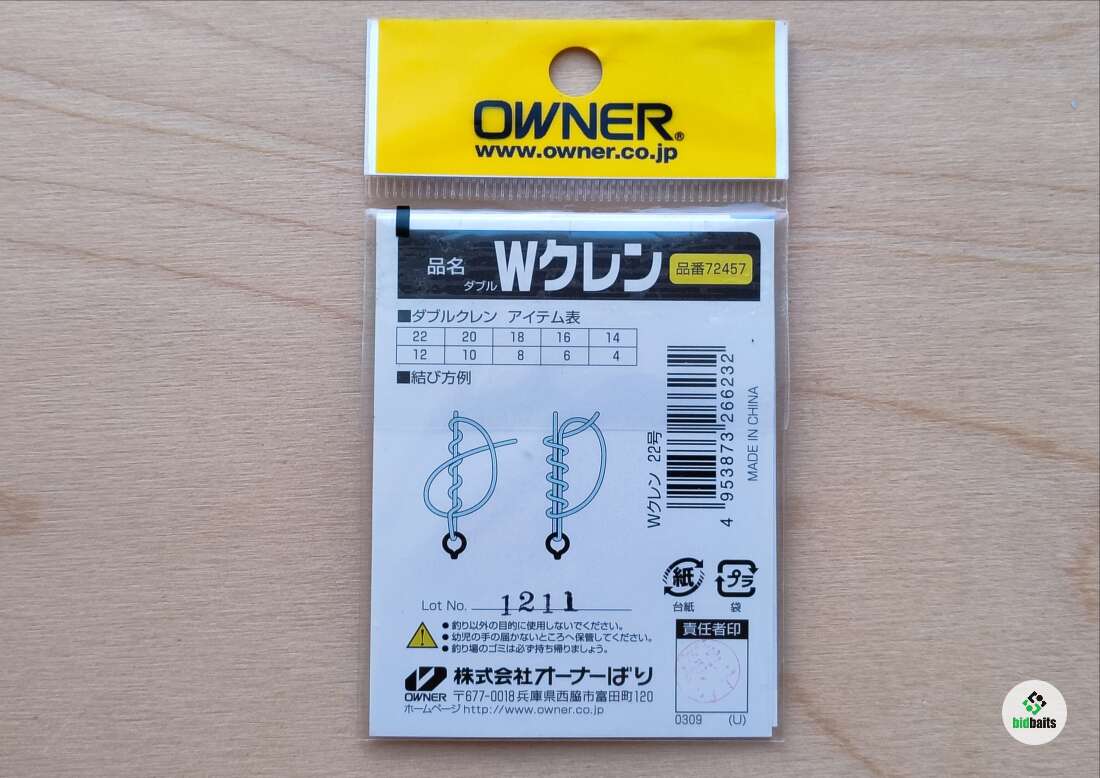 OWNER®
www.owner.co.jp
品名 ダブル Wクレン 品番72457
■ダブルクレン アイテム表
22 20 18 16 14
12 10 8 6 4
■結び方例
Wクレン 22号
4 953873 266232
MADE IN CHINA
紙
台紙
プラ
袋
Lot No. 1211
●釣り以外の目的に使用しないでください。
●幼児の手の届かないところへ保管してください。
●釣り場のゴミは必ず持ち帰りましょう。
責任者印
OWNER
株式会社オーナーばり
〒677-0018 兵庫県西脇市富田町120
ホームページ http://www.owner.co.jp
0309 (U)
bidbaits